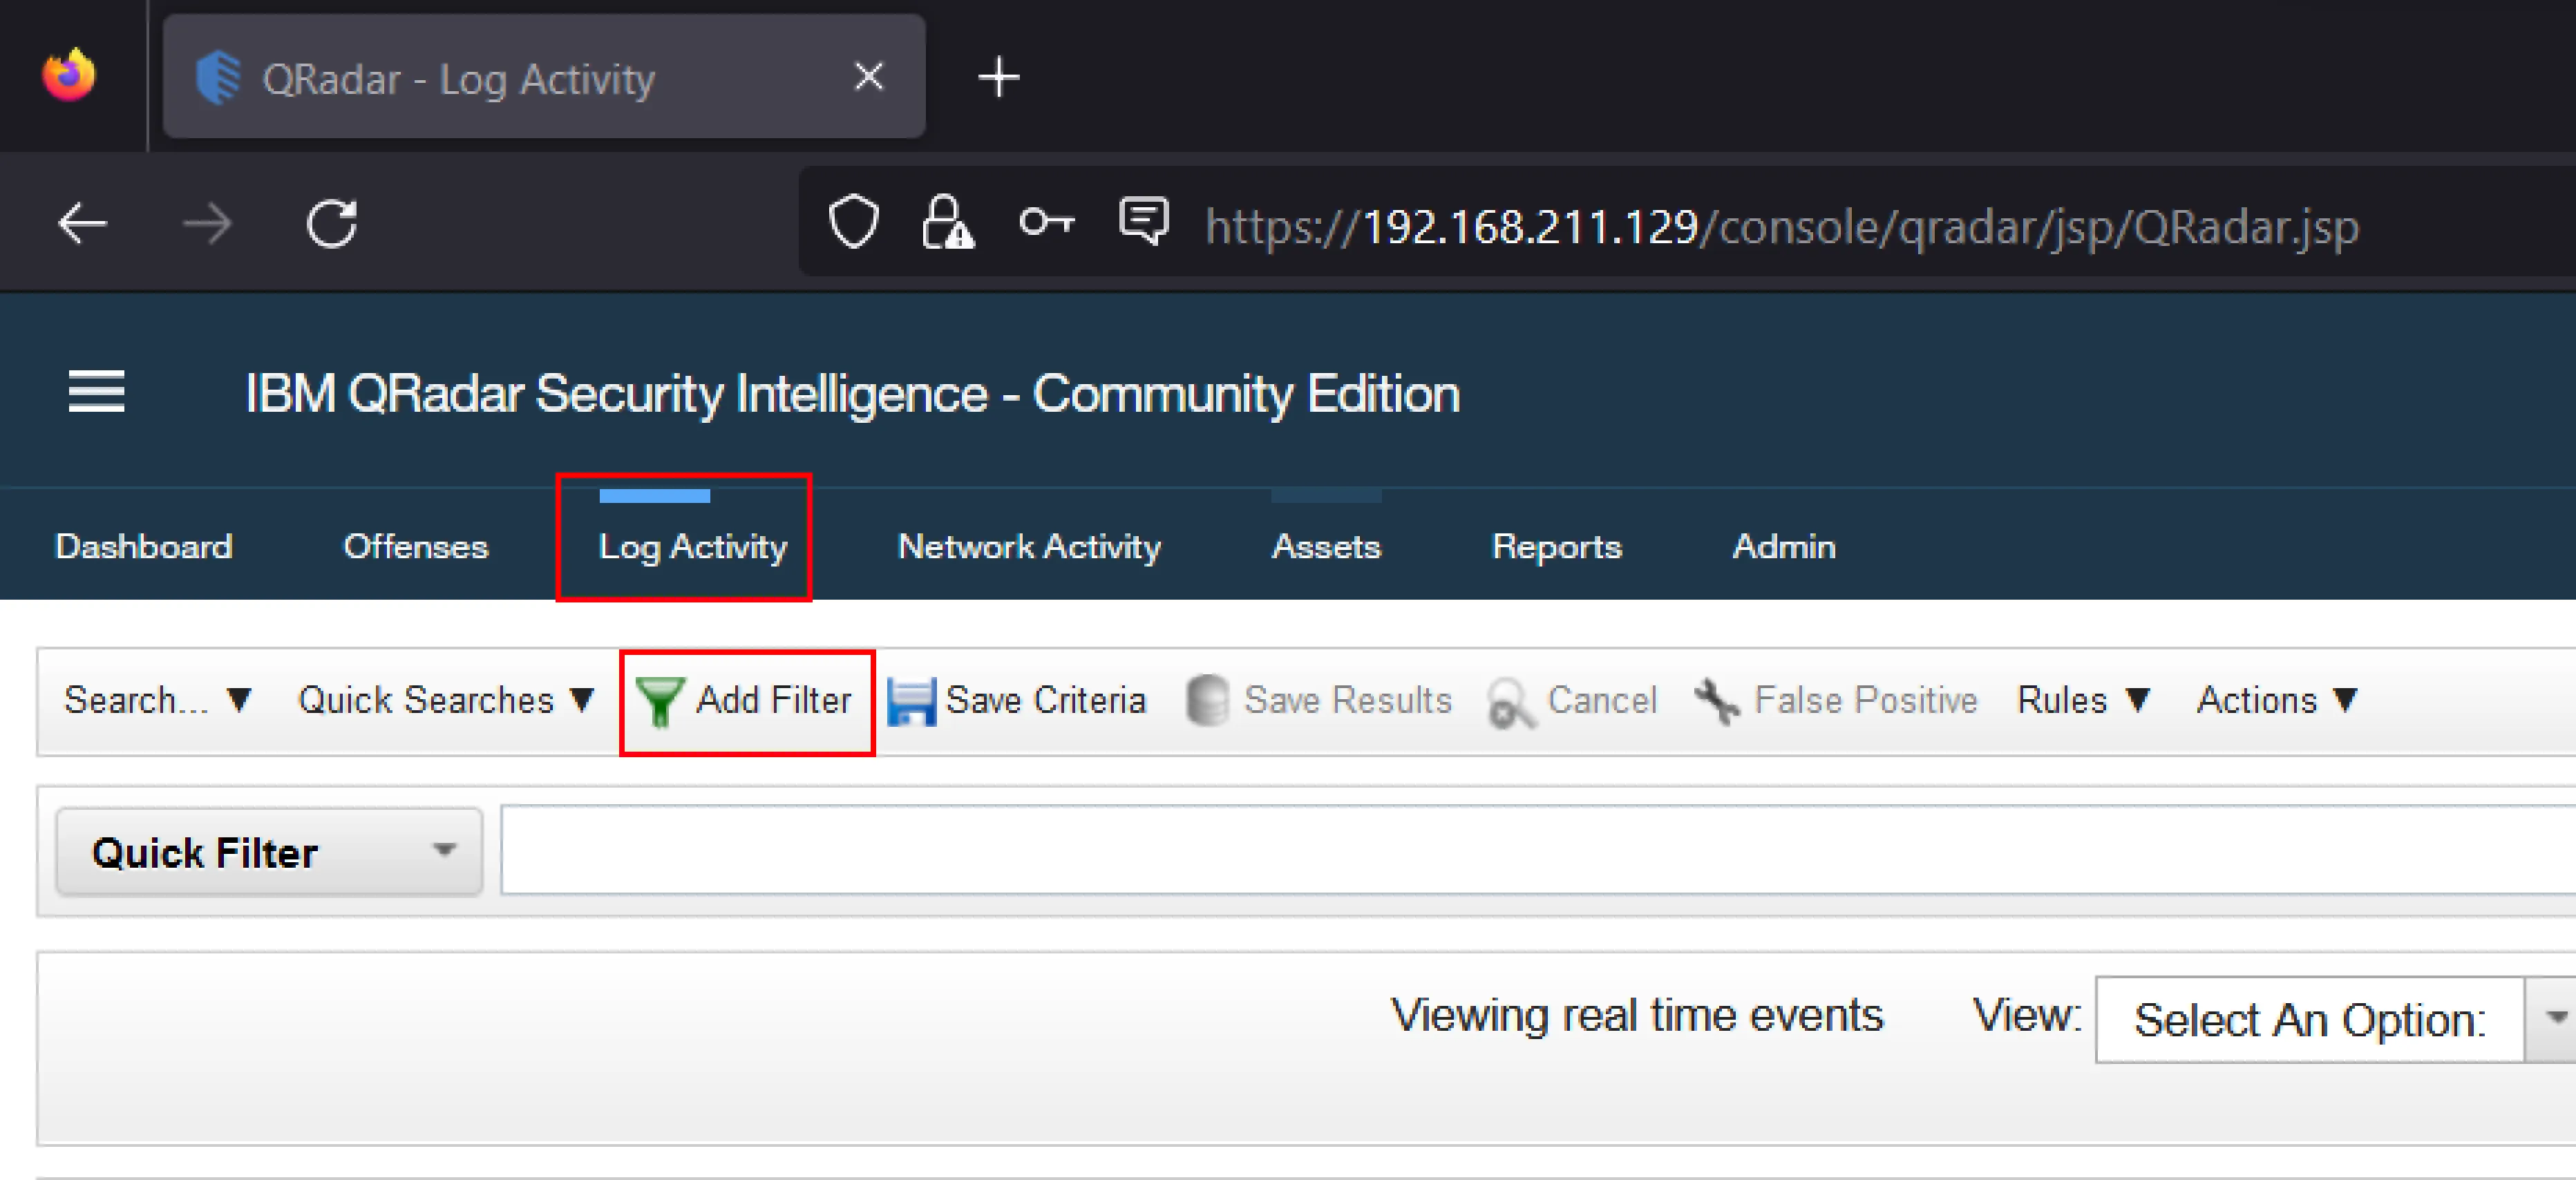 QRadar - Log Activity
https://192.168.211.129/console/qradar/jsp/QRadar.jsp
IBM QRadar Security Intelligence - Community Edition
Dashboard Offenses Log Activity Network Activity Assets Reports Admin
Search... Quick Searches Add Filter Save Criteria Save Results Cancel False Positive Rules Actions
Quick Filter
Viewing real time events View: Select An Option: